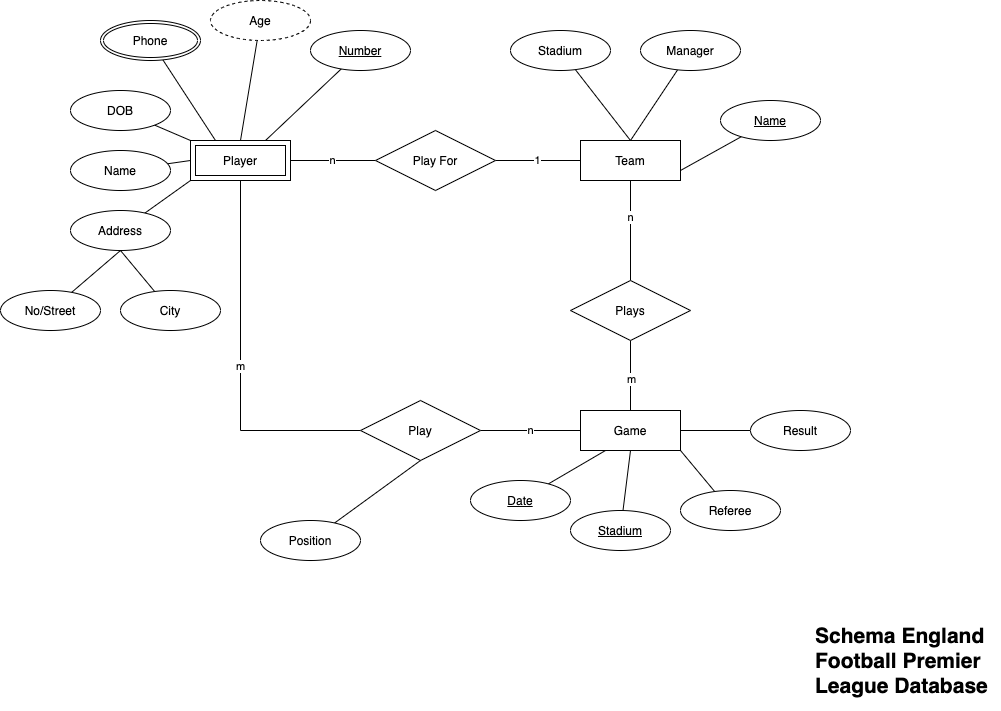 Age
Phone
Number
Stadium
Manager
DOB
Name
Name
Player
n
Play For
1
Team
Address
n
No/Street
City
Plays
m
m
Play
n
Game
Result
Date
Stadium
Referee
Position
Schema England
Football Premier
League Database